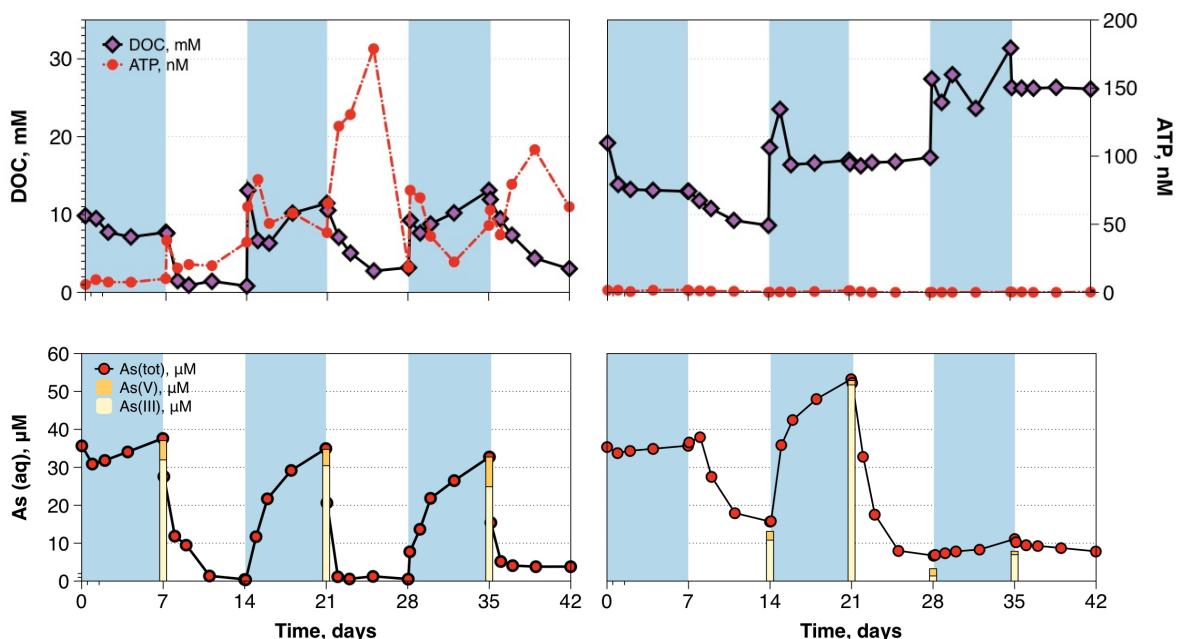 DOC, mM
ATP, nM
DOC, mM
30
20
10
0
200
150
100
50
0
ATP, nM
As(tot), µM
As(V), µM
As(III), µM
As (aq), µM
60
50
40
30
20
10
0
0 7 14 21 28 35 42
0 7 14 21 28 35 42
Time, days
Time, days